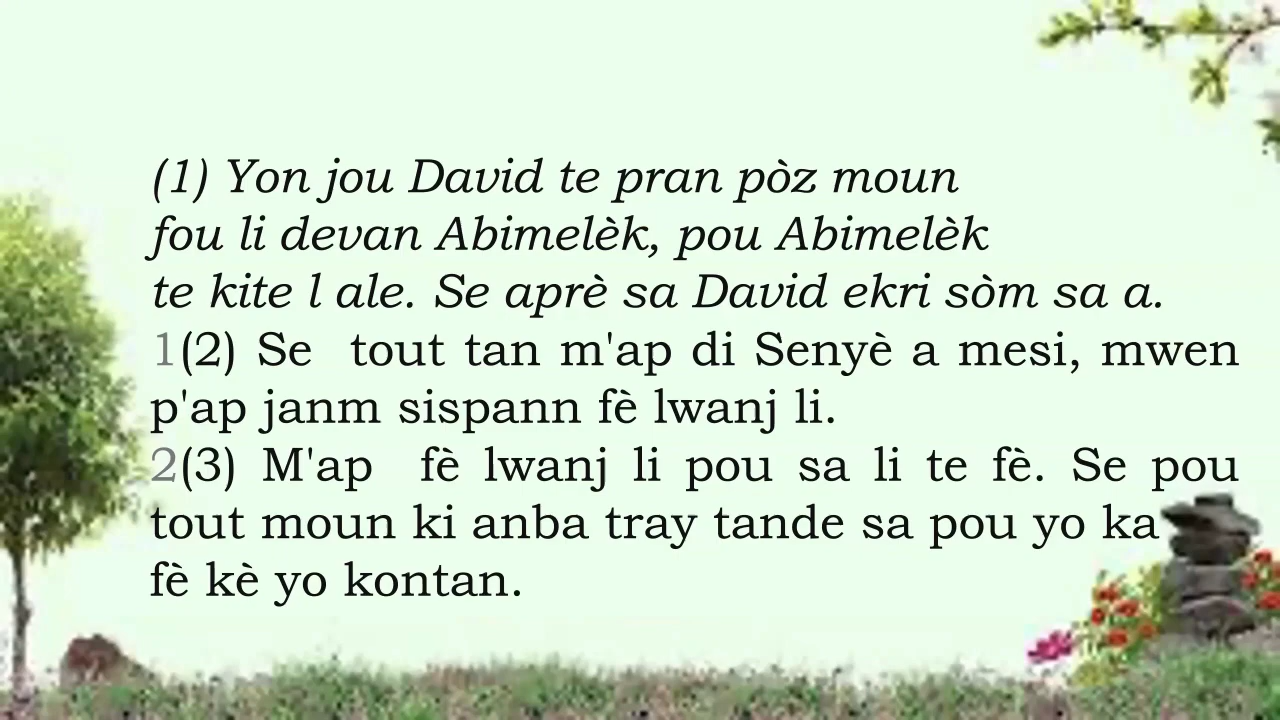 (1) Yon jou David te pran pòz moun
fou li devan Abimelèk, pou Abimelèk
te kite l ale. Se aprè sa David ekri sòm sa a.
1(2) Se tout tan m'ap di Senyè a mesi, mwen
p'ap janm sispann fè lwanj li.
2(3) M'ap fè lwanj li pou sa li te fè. Se pou
tout moun ki anba tray tande sa pou yo ka
fè kè yo kontan.